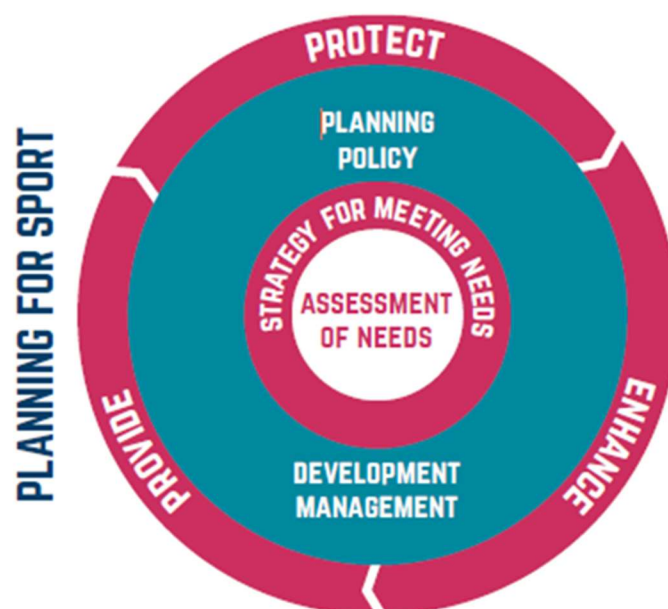 PLANNING FOR SPORT
PROTECT
PLANNING
POLICY
STRATEGY FOR MEETING NEEDS
ASSESSMENT
OF NEEDS
DEVELOPMENT
MANAGEMENT
PROVIDE
ENHANCE